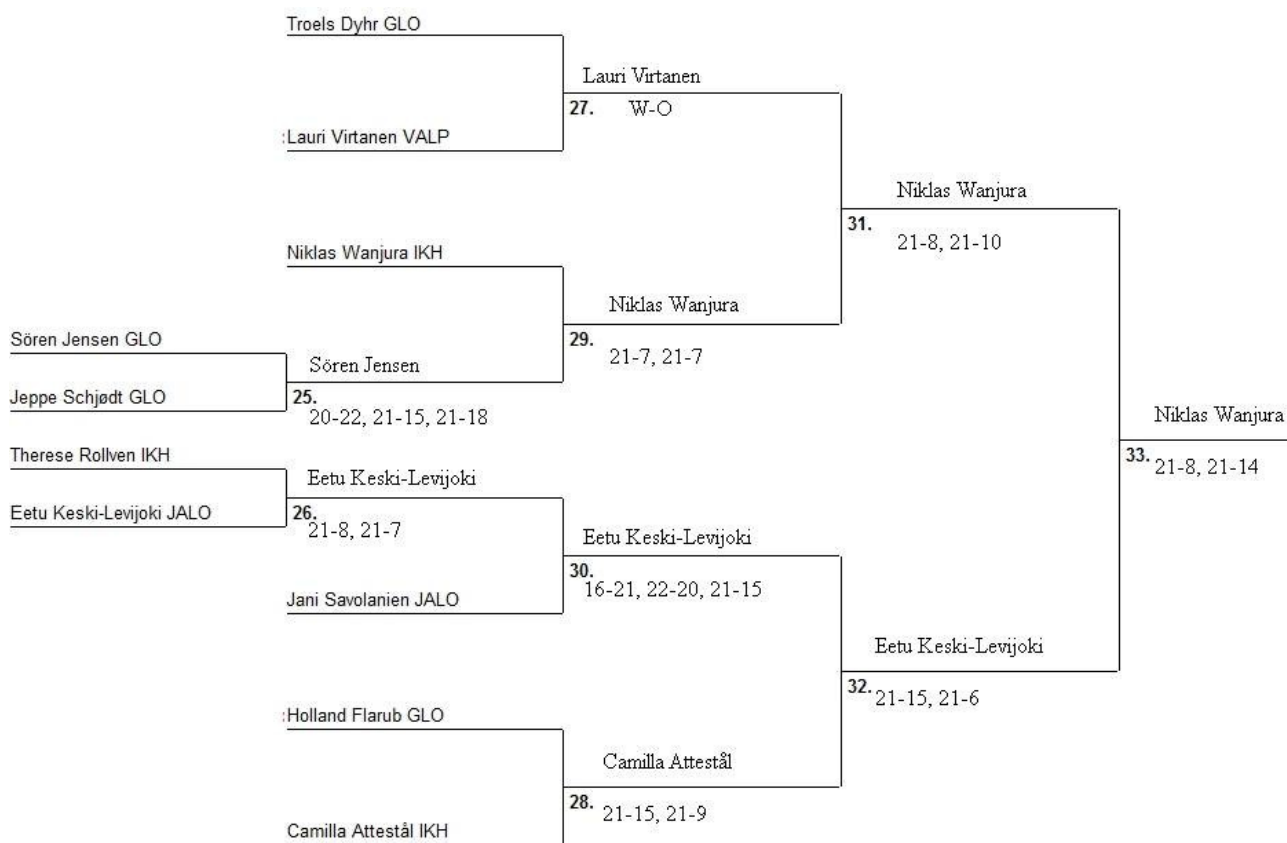 Troels Dyhr GLO
Lauri Virtanen
27. W-O
:Lauri Virtanen VALP
Niklas Wanjura
31.
21-8, 21-10
Niklas Wanjura IKH
Niklas Wanjura
29.
21-7, 21-7
Sören Jensen GLO
Sören Jensen
Jeppe Schjødt GLO
25.
20-22, 21-15, 21-18
Niklas Wanjura
33. 21-8, 21-14
Therese Rollven IKH
Eetu Keski-Levijoki
Eetu Keski-Levijoki JALO
26.
21-8, 21-7
Eetu Keski-Levijoki
30.
16-21, 22-20, 21-15
Jani Savolanien JALO
Eetu Keski-Levijoki
32. 21-15, 21-6
:Holland Flarub GLO
Camilla Attestål
28. 21-15, 21-9
Camilla Attestål IKH